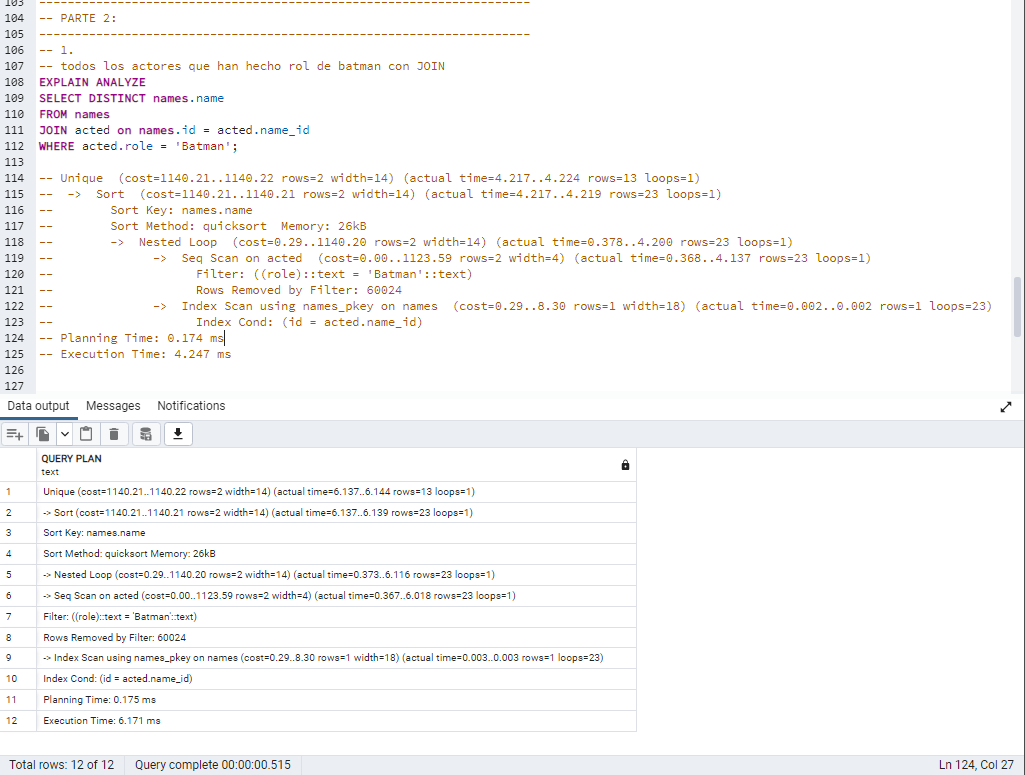 103 ---------------------------------------------------------------------
104 -- PARTE 2:
105 ---------------------------------------------------------------------
106 -- 1.
107 -- todos los actores que han hecho rol de batman con JOIN
108 EXPLAIN ANALYZE
109 SELECT DISTINCT names.name
110 FROM names
111 JOIN acted on names.id = acted.name_id
112 WHERE acted.role = 'Batman';
113
114 -- Unique  (cost=1140.21..1140.22 rows=2 width=14) (actual time=4.217..4.224 rows=13 loops=1)
115 --  ->  Sort  (cost=1140.21..1140.21 rows=2 width=14) (actual time=4.217..4.219 rows=23 loops=1)
116 --        Sort Key: names.name
117 --        Sort Method: quicksort  Memory: 26kB
118 --        ->  Nested Loop  (cost=0.29..1140.20 rows=2 width=14) (actual time=0.378..4.200 rows=23 loops=1)
119 --              ->  Seq Scan on acted  (cost=0.00..1123.59 rows=2 width=4) (actual time=0.368..4.137 rows=23 loops=1)
120 --                    Filter: ((role)::text = 'Batman'::text)
121 --                    Rows Removed by Filter: 60024
122 --              ->  Index Scan using names_pkey on names  (cost=0.29..8.30 rows=1 width=18) (actual time=0.002..0.002 rows=1 loops=23)
123 --                    Index Cond: (id = acted.name_id)
124 -- Planning Time: 0.174 ms
125 -- Execution Time: 4.247 ms
126
127
Data output Messages Notifications
QUERY PLAN
text
1 Unique (cost=1140.21..1140.22 rows=2 width=14) (actual time=6.137..6.144 rows=13 loops=1)
2 -> Sort (cost=1140.21..1140.21 rows=2 width=14) (actual time=6.137..6.139 rows=23 loops=1)
3 Sort Key: names.name
4 Sort Method: quicksort Memory: 26kB
5 -> Nested Loop (cost=0.29..1140.20 rows=2 width=14) (actual time=0.373..6.116 rows=23 loops=1)
6 -> Seq Scan on acted (cost=0.00..1123.59 rows=2 width=4) (actual time=0.367..6.018 rows=23 loops=1)
7 Filter: ((role)::text = 'Batman'::text)
8 Rows Removed by Filter: 60024
9 -> Index Scan using names_pkey on names (cost=0.29..8.30 rows=1 width=18) (actual time=0.003..0.003 rows=1 loops=23)
10 Index Cond: (id = acted.name_id)
11 Planning Time: 0.175 ms
12 Execution Time: 6.171 ms
Total rows: 12 of 12 Query complete 00:00:00.515 Ln 124, Col 27